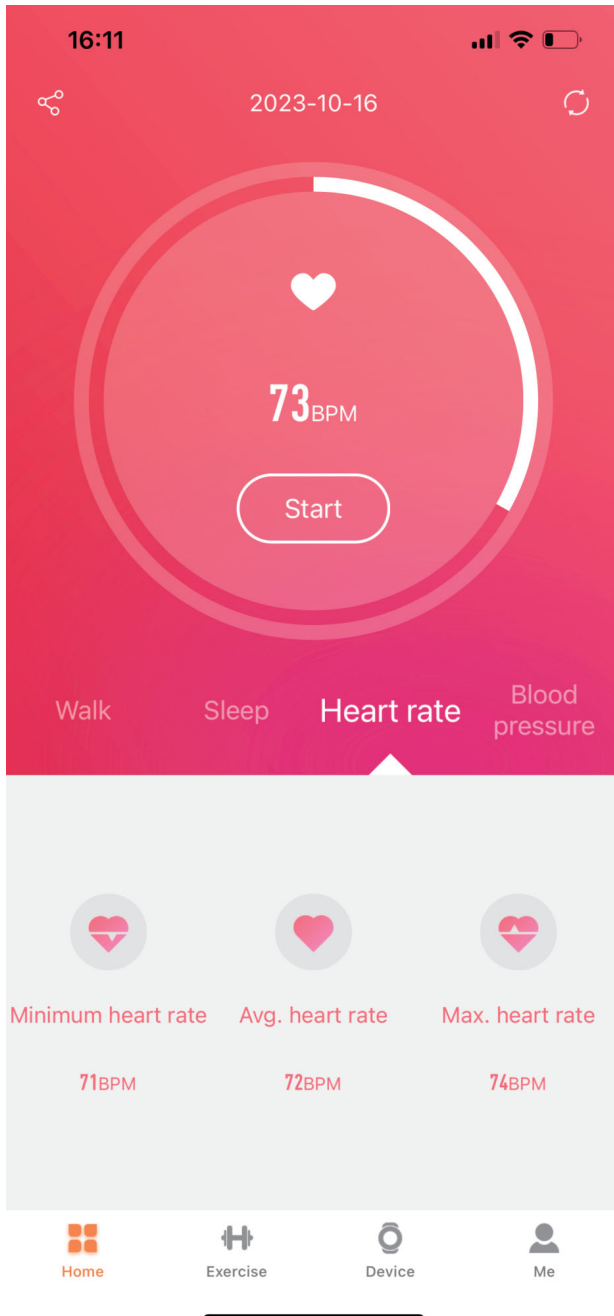 16:11
2023-10-16
73BPM
Start
Walk Sleep Heart rate Blood pressure
Minimum heart rate Avg. heart rate Max. heart rate
71BPM 72BPM 74BPM
Home Exercise Device Me